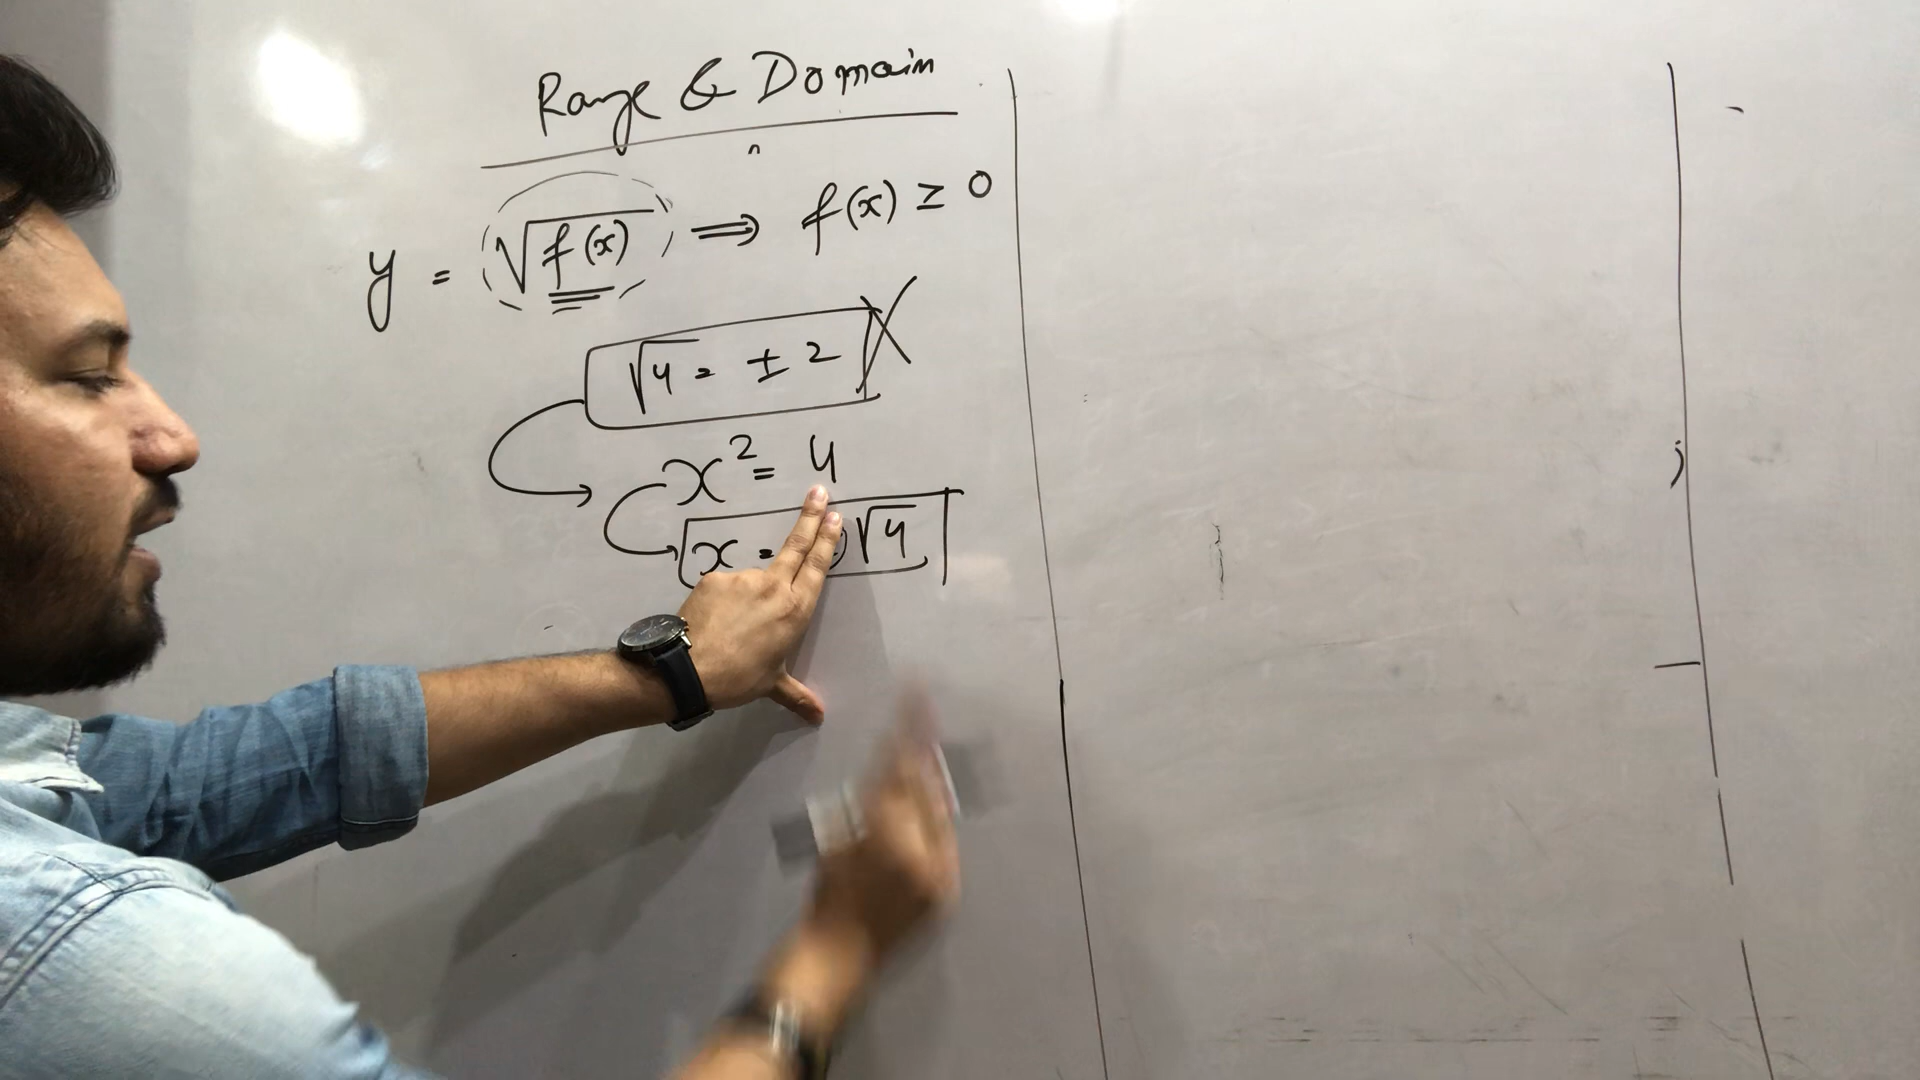 Range & Domain
y = √f(x) ⟹ f(x) ≥ 0
√4 = ± 2
x² = 4
x = √4